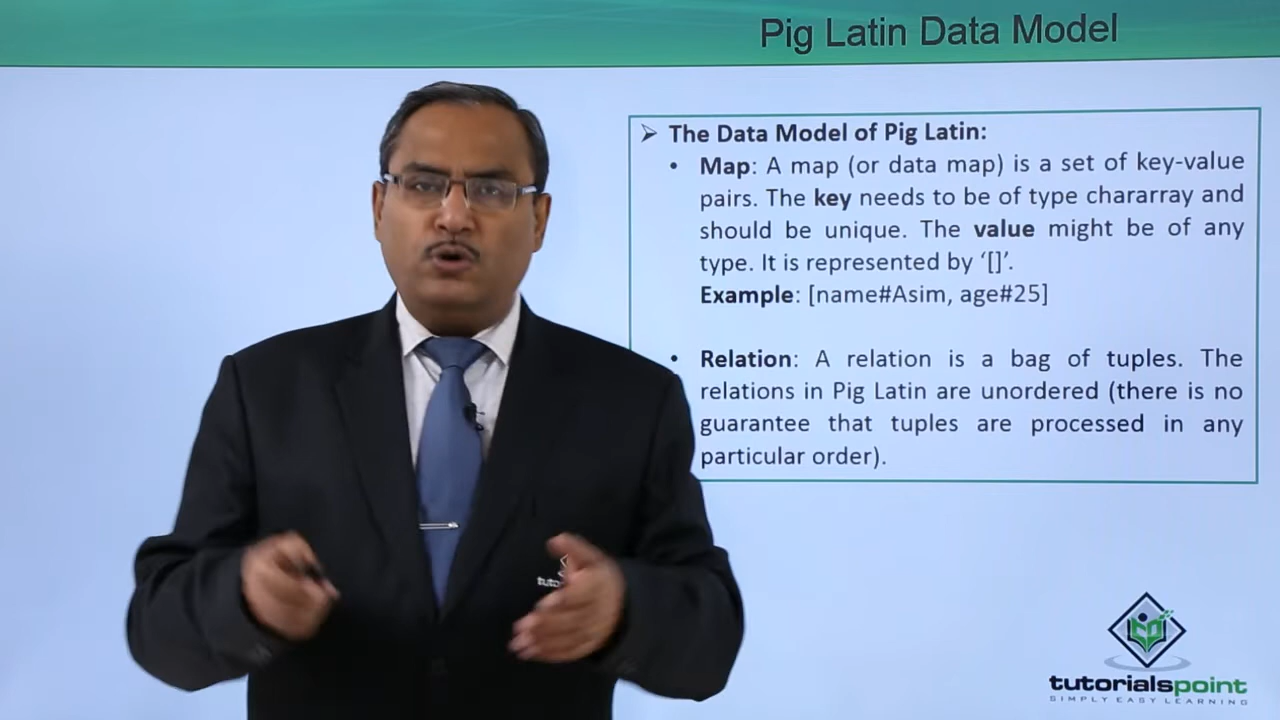 Pig Latin Data Model
➤ The Data Model of Pig Latin:
• Map: A map (or data map) is a set of key-value
pairs. The key needs to be of type chararray and
should be unique. The value might be of any
type. It is represented by ‘[]’.
Example: [name#Asim, age#25]
• Relation: A relation is a bag of tuples. The
relations in Pig Latin are unordered (there is no
guarantee that tuples are processed in any
particular order).
tutorialspoint
SIMPLY EASY LEARNING